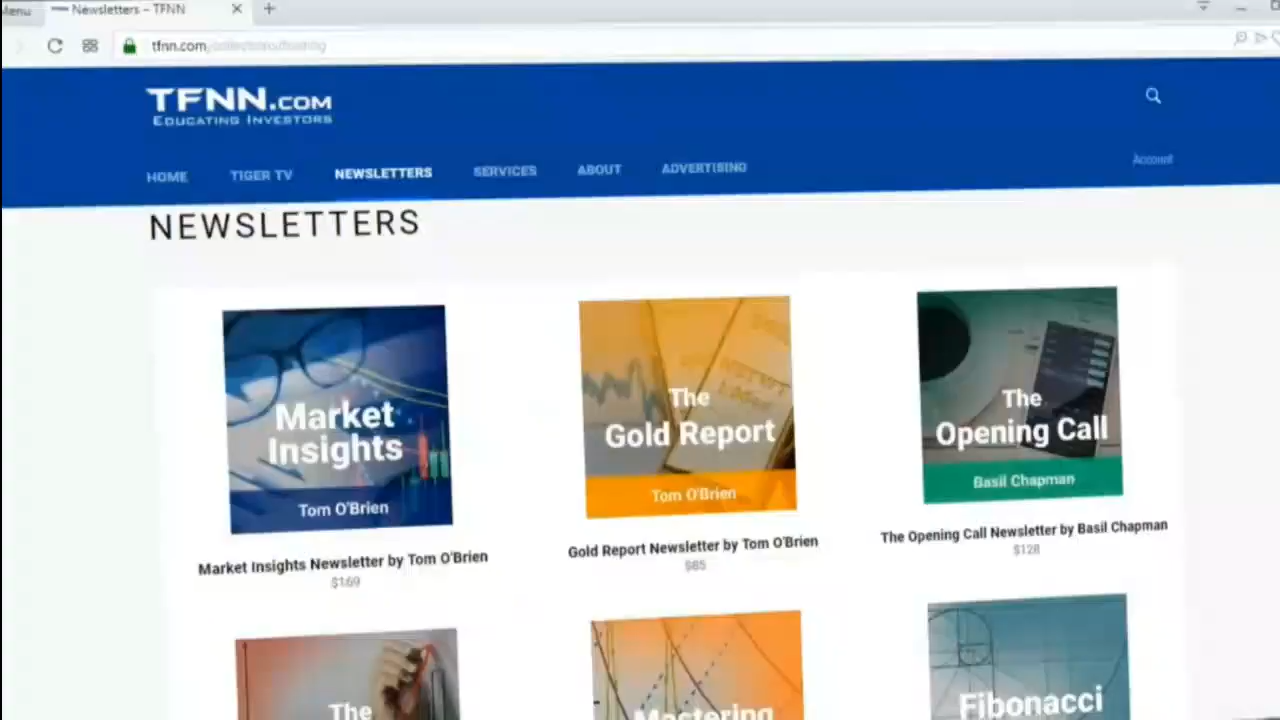 Menu
Newsletters – TFNN
tfnn.com
TFNN.COM
EDUCATING INVESTORS
Account
HOME TIGER TV NEWSLETTERS SERVICES ABOUT ADVERTISING
NEWSLETTERS
Market
Insights
Tom O'Brien
Market Insights Newsletter by Tom O'Brien
$169
The
Gold Report
Tom O'Brien
Gold Report Newsletter by Tom O'Brien
The
Opening Call
Basil Chapman
The Opening Call Newsletter by Basil Chapman
$128
The
Mastering
Fibonacci